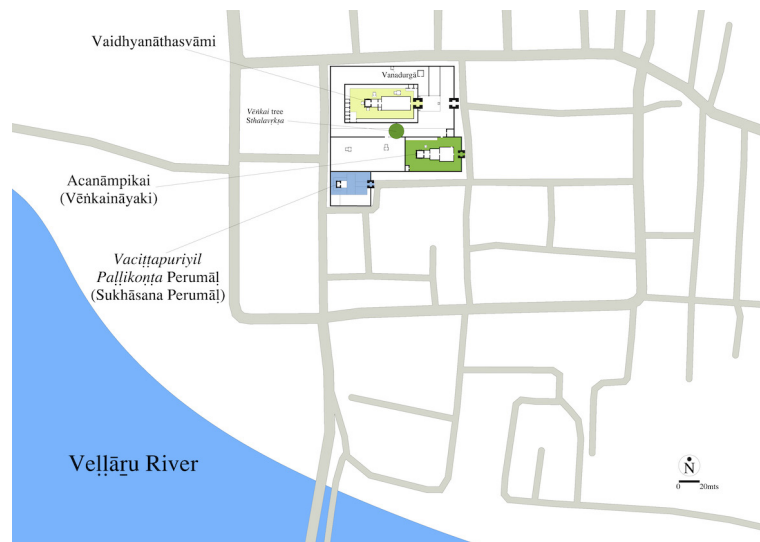 Vaidhyanāthasvāmi
Vanadurgā
Vēṅkai tree
Sthalavṛkṣa
Acanāmpikai
(Vēṅkaināyaki)
Vaciṭṭapuriyil
Paḷḷikoṇṭa Perumāḷ
(Sukhāsana Perumāḷ)
Veḷḷāṟu River
N
0 20mts